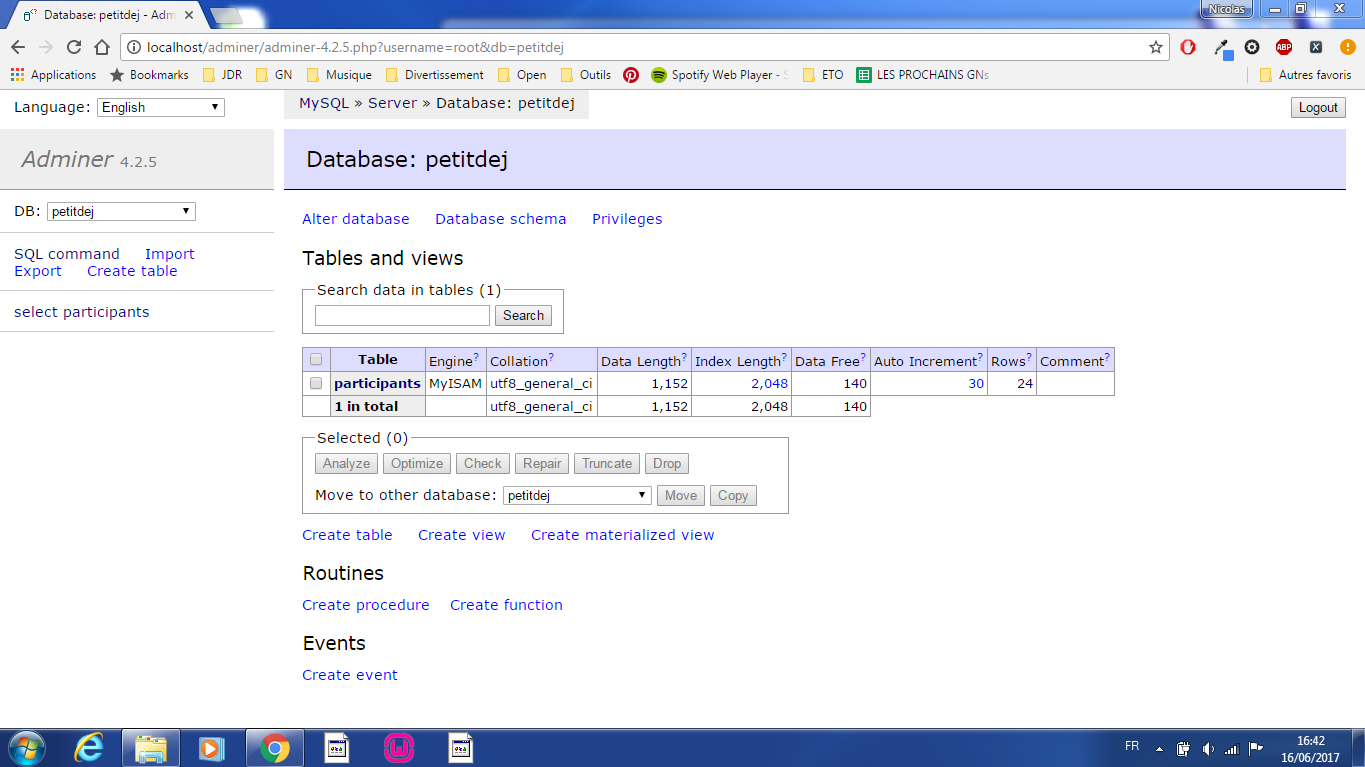 Database: petitdej - Adm
Nicolas
localhost/adminer/adminer-4.2.5.php?username=root&db=petitdej
ABP
Applications Bookmarks JDR GN Musique Divertissement Open Outils Spotify Web Player - S ETO LES PROCHAINS GNs Autres favoris
Language: English
MySQL » Server » Database: petitdej
Logout
Adminer 4.2.5
Database: petitdej
DB: petitdej
Alter database Database schema Privileges
SQL command Import
Export Create table
select participants
Tables and views
Search data in tables (1)
Search
Table Engine? Collation? Data Length? Index Length? Data Free? Auto Increment? Rows? Comment?
participants MyISAM utf8_general_ci 1,152 2,048 140 30 24
1 in total utf8_general_ci 1,152 2,048 140
Selected (0)
Analyze Optimize Check Repair Truncate Drop
Move to other database: petitdej Move Copy
Create table Create view Create materialized view
Routines
Create procedure Create function
Events
Create event
FR
16:42
16/06/2017